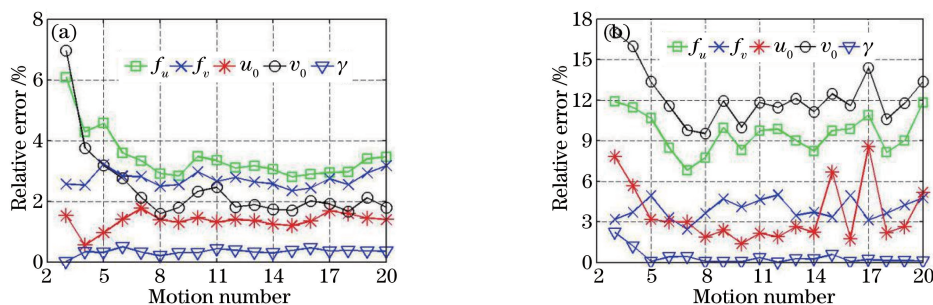 (a)
8
6
4
2
0
Relative error /%
f_u f_v u_0 v_0 γ
2 5 8 11 14 17 20
Motion number
(b)
18
15
12
9
6
3
0
Relative error /%
f_u f_v u_0 v_0 γ
2 5 8 11 14 17 20
Motion number